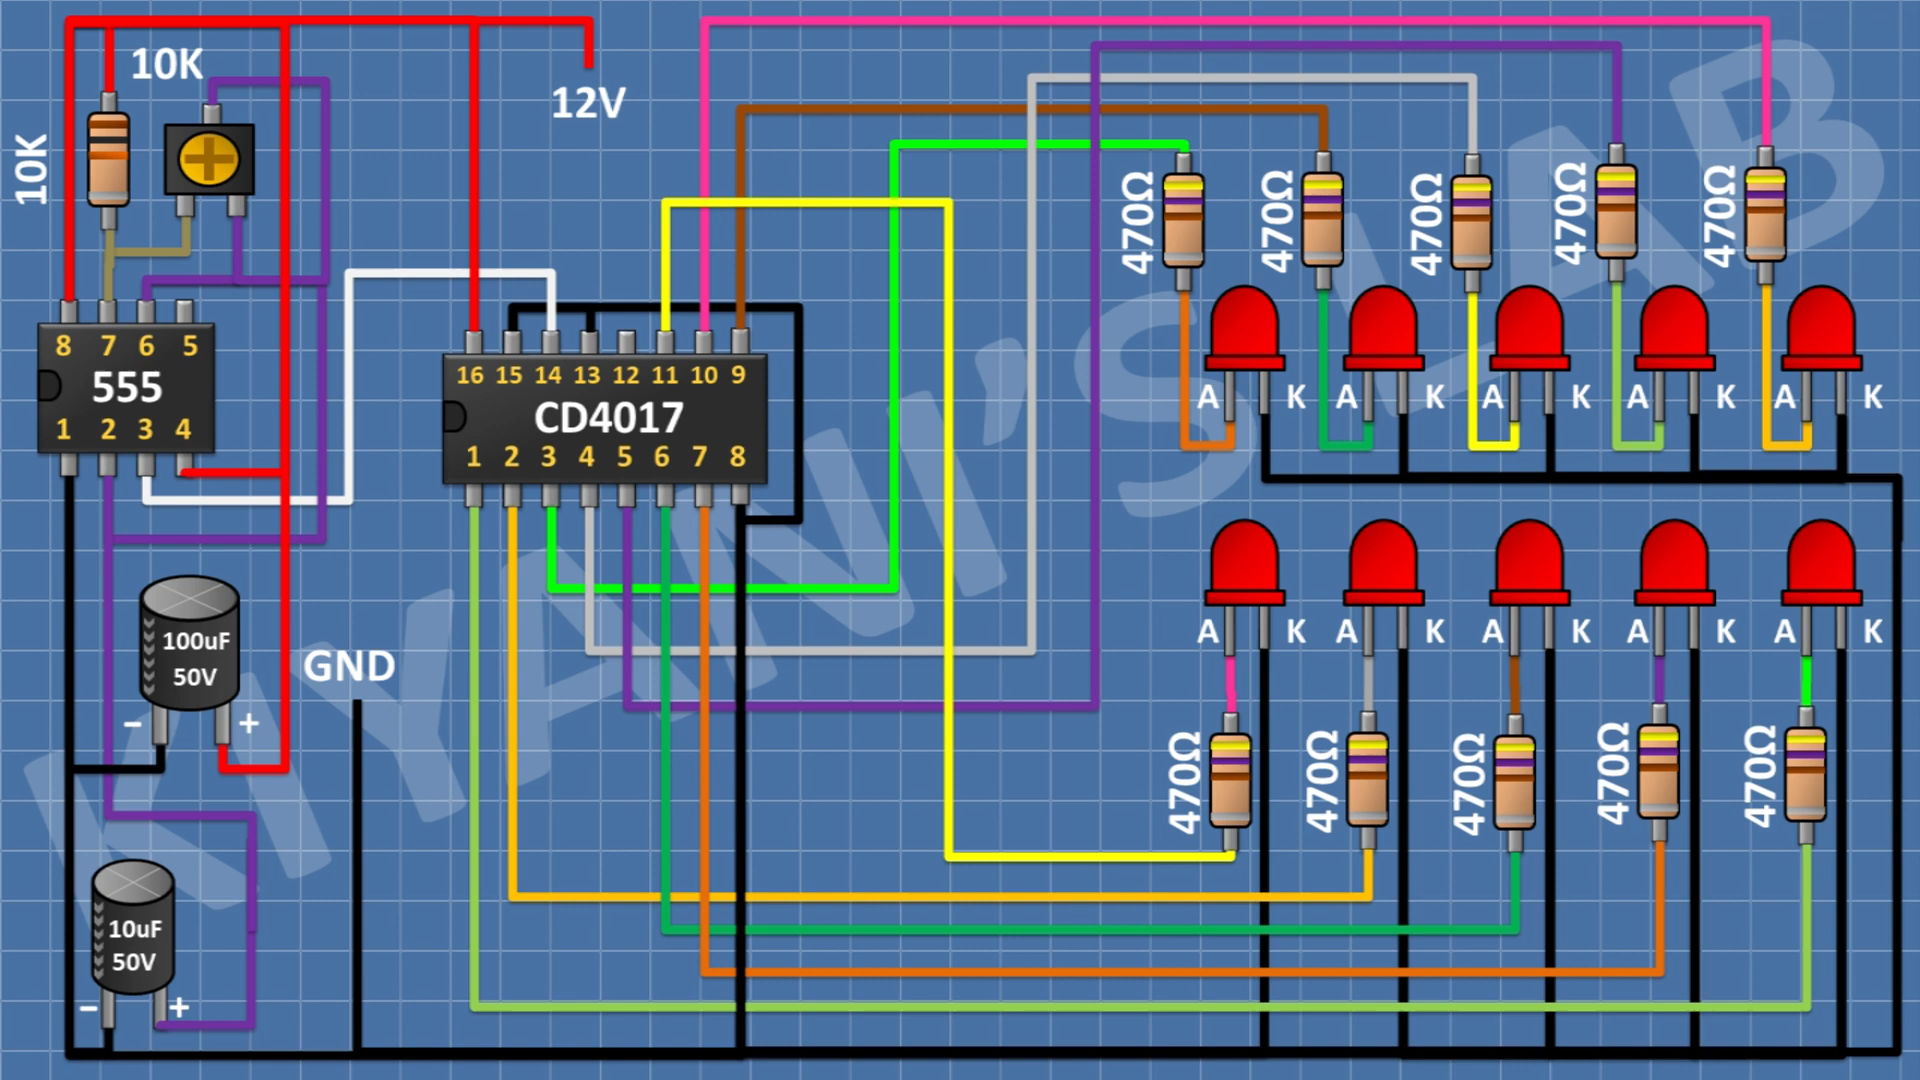 10K
10K
12V
470Ω 470Ω 470Ω 470Ω 470Ω
8 7 6 5
555
1 2 3 4
16 15 14 13 12 11 10 9
CD4017
1 2 3 4 5 6 7 8
A K A K A K A K A K
100uF
50V
- +
GND
A K A K A K A K A K
470Ω 470Ω 470Ω 470Ω 470Ω
10uF
50V
- +
KIYANI'S LAB